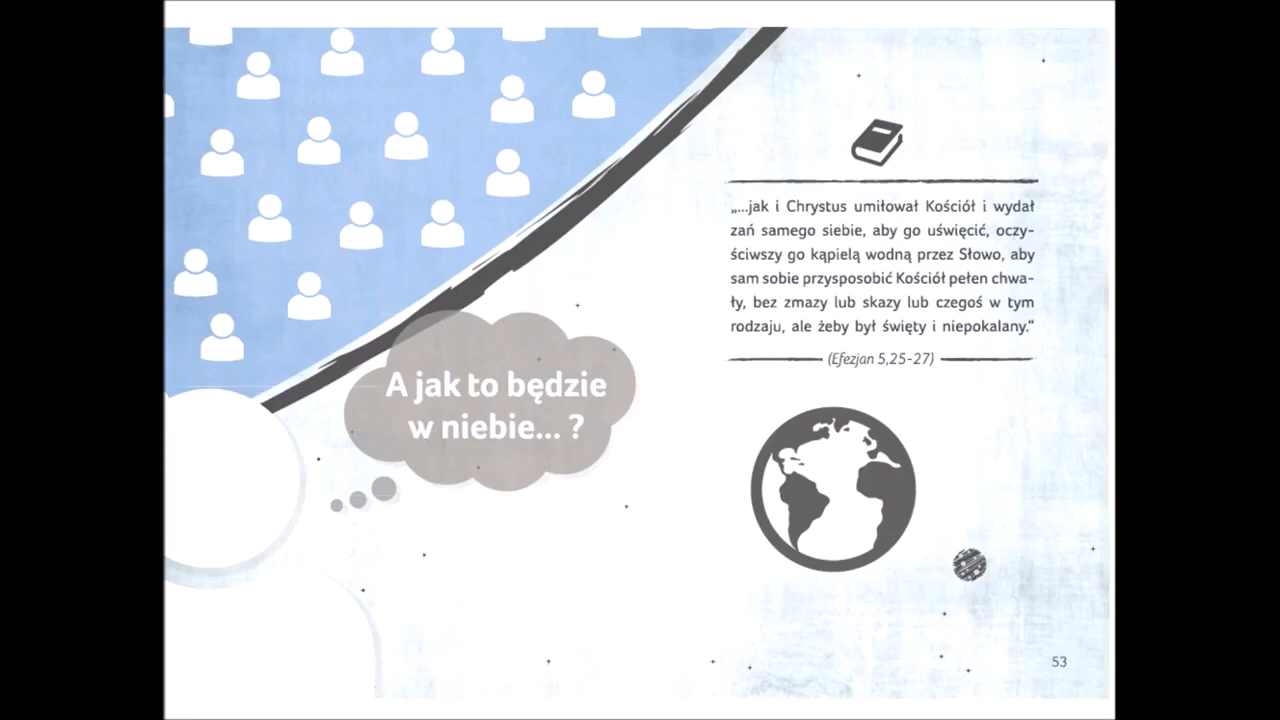 A jak to będzie
w niebie... ?
„...jak i Chrystus umiłował Kościół i wydał
zań samego siebie, aby go uświęcić, oczy-
ściwszy go kąpielą wodną przez Słowo, aby
sam sobie przysposobić Kościół pełen chwa-
ły, bez zmazy lub skazy lub czegoś w tym
rodzaju, ale żeby był święty i niepokalany.“
(Efezjan 5,25-27)
53